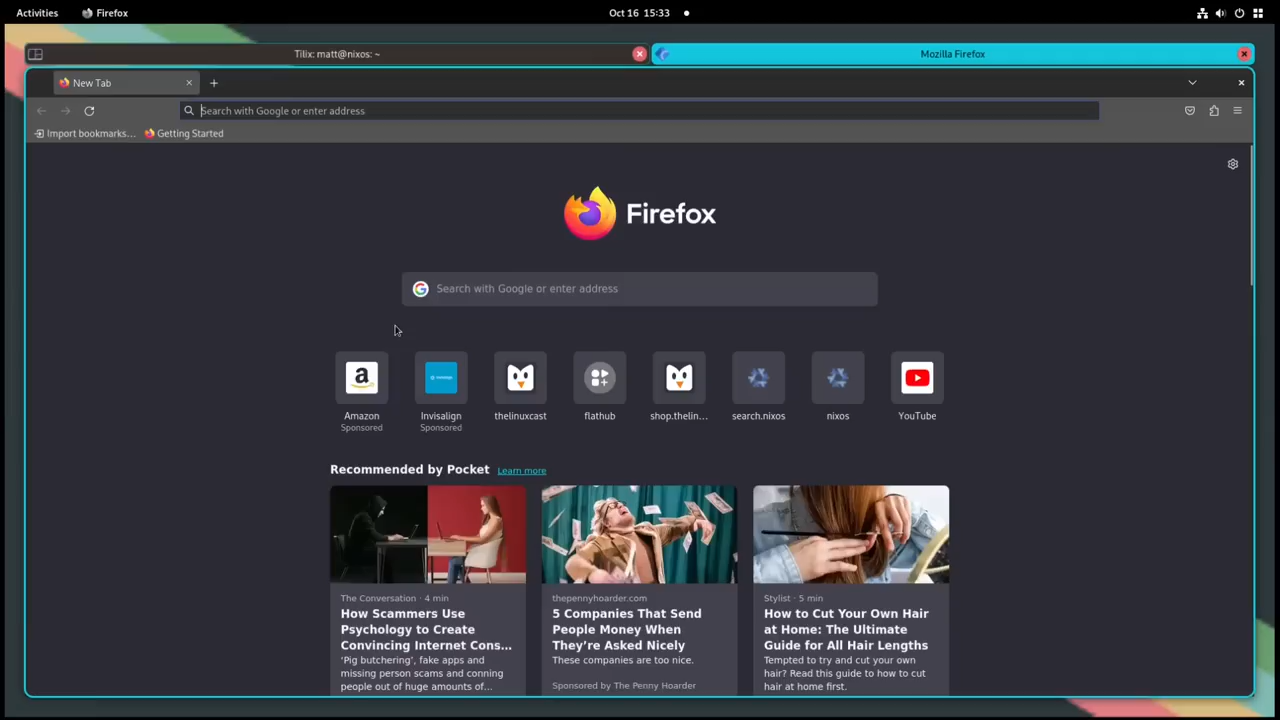 Activities Firefox Oct 16 15:33
Tilix: matt@nixos: ~ Mozilla Firefox
New Tab
Search with Google or enter address
Import bookmarks... Getting Started
Firefox
Search with Google or enter address
Amazon Invisalign thelinuxcast flathub shop.thelin... search.nixos nixos YouTube
Sponsored Sponsored
Recommended by Pocket Learn more
The Conversation · 4 min
How Scammers Use
Psychology to Create
Convincing Internet Cons...
'Pig butchering', fake apps and
missing person scams and conning
people out of huge amounts of...
thepennyhoarder.com
5 Companies That Send
People Money When
They're Asked Nicely
These companies are too nice.
Sponsored by The Penny Hoarder
Stylist · 5 min
How to Cut Your Own Hair
at Home: The Ultimate
Guide for All Hair Lengths
Tempted to try and cut your own
hair? Read this guide to how to cut
hair at home first.